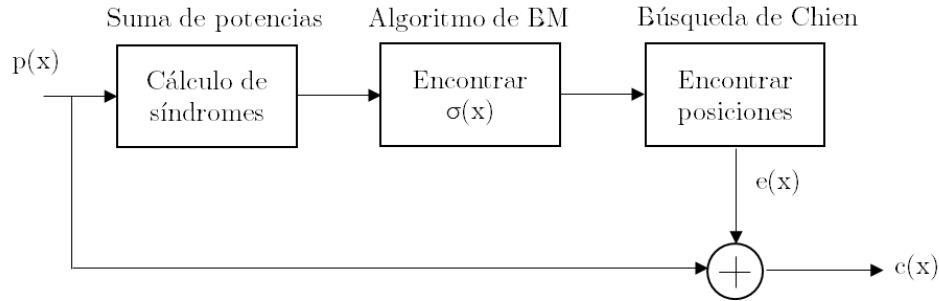 Suma de potencias
Algoritmo de BM
Búsqueda de Chien
p(x)
Cálculo de
síndromes
Encontrar
σ(x)
Encontrar
posiciones
e(x)
+
c(x)